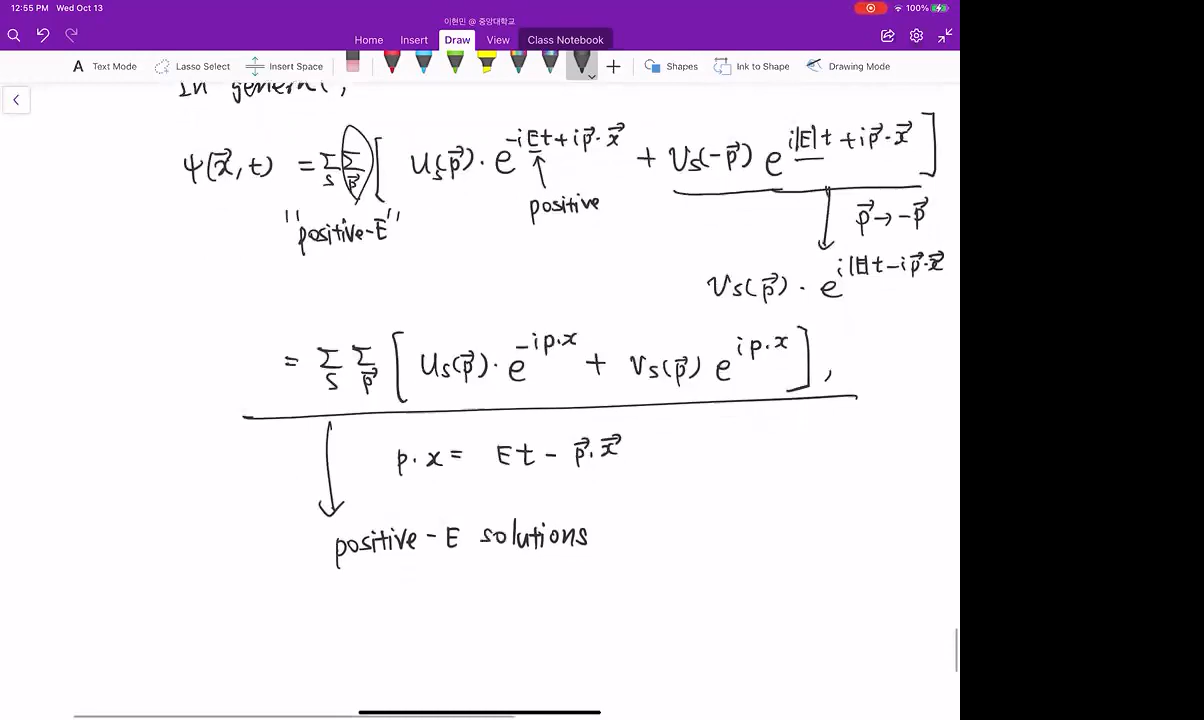 12:55 PM Wed Oct 13
100%
이현민 @ 중앙대학교
Home Insert Draw View Class Notebook
Text Mode Lasso Select Insert Space Shapes Ink to Shape Drawing Mode
In general,
ψ(x⃗, t) = Σ_s Σ_p⃗ [ u_s(p⃗) · e^{-iEt + ip⃗·x⃗} + v_s(-p⃗) e^{i|E|t + ip⃗·x⃗} ]
"positive-E"
positive
p⃗ → -p⃗
v_s(p⃗) · e^{i|E|t - ip⃗·x⃗}
= Σ_s Σ_p⃗ [ u_s(p⃗) · e^{-ip·x} + v_s(p⃗) e^{ip·x} ] ,
p·x = Et - p⃗·x⃗
positive - E solutions